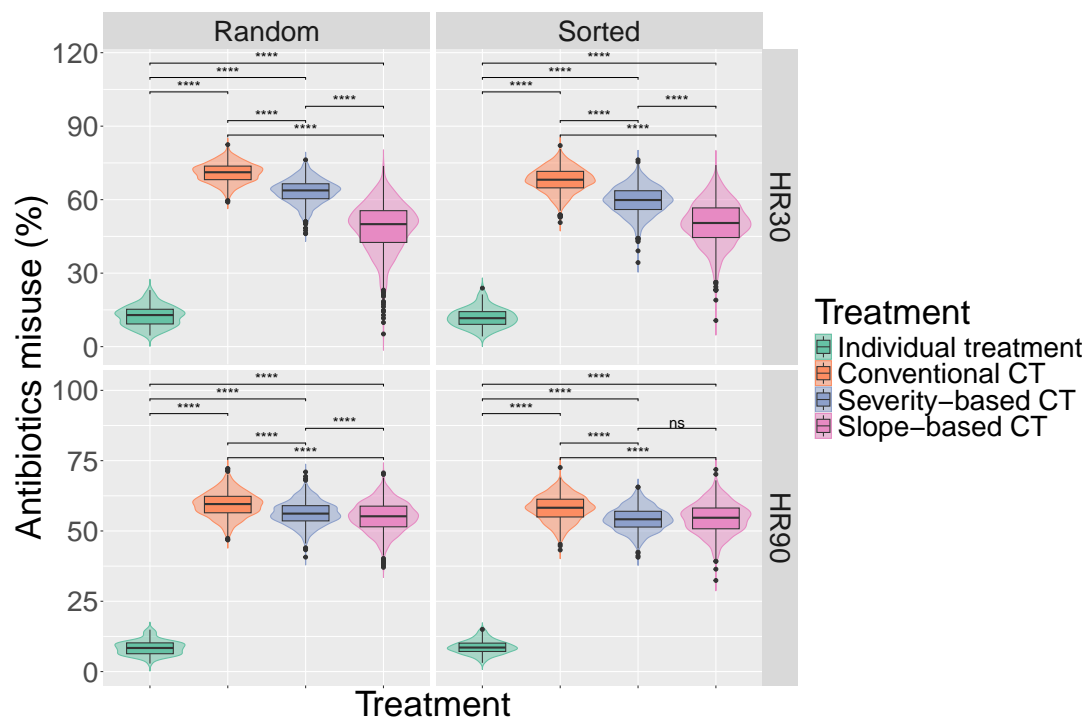 Random
Sorted
Antibiotics misuse (%)
120
90
60
30
0
****
****
****
****
****
****
****
****
****
****
****
****
HR30
100
75
50
25
0
****
****
****
****
****
****
****
****
****
ns
****
****
HR90
Treatment
Treatment
Individual treatment
Conventional CT
Severity−based CT
Slope−based CT